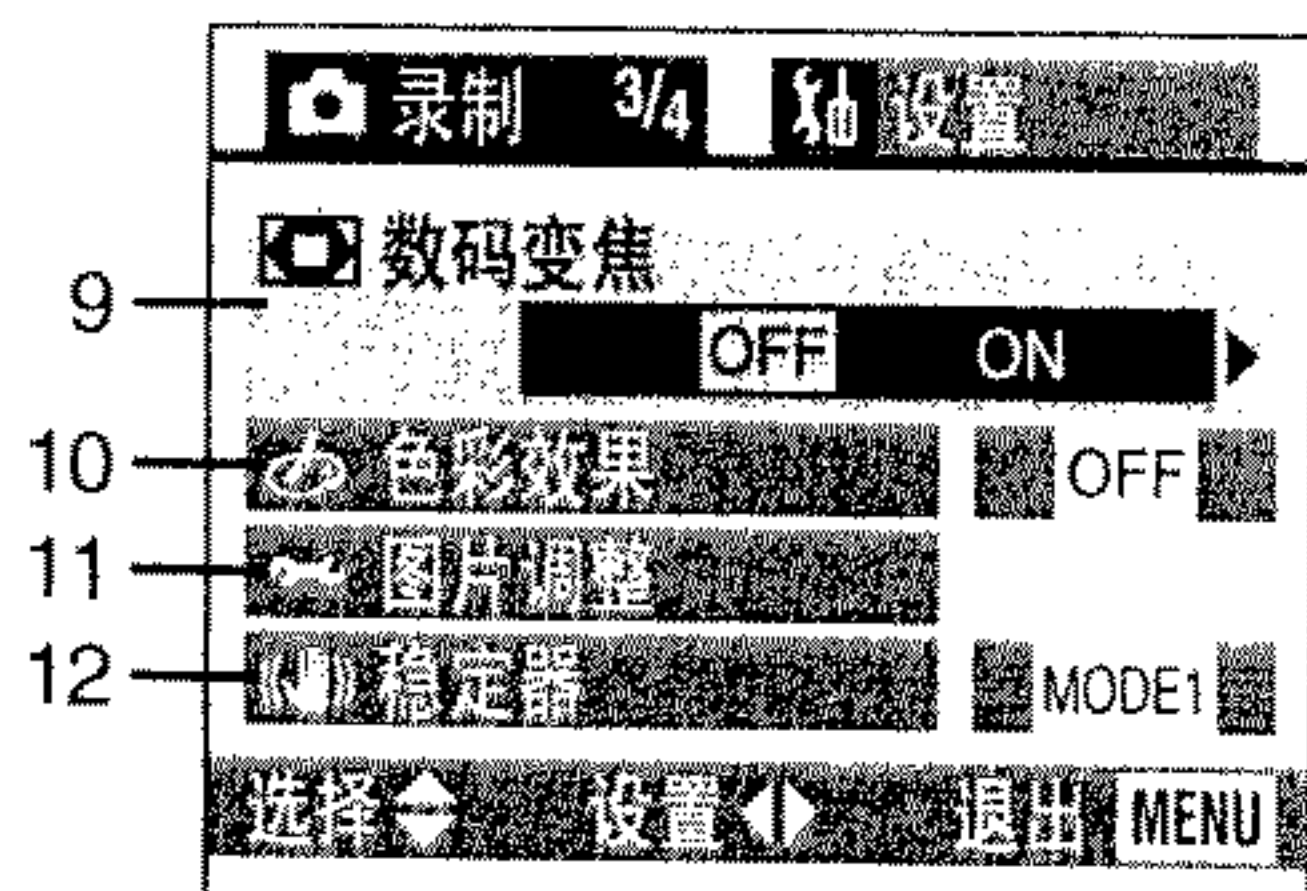 录制 3/4 设置
9 数码变焦
OFF ON
10 色彩效果 OFF
11 图片调整
12 稳定器 MODE1
选择 设置 退出 MENU